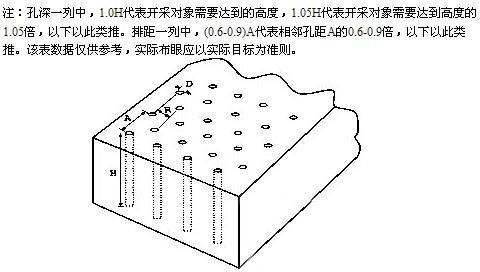 注：孔深一列中，1.0H代表开采对象需要达到的高度，1.05H代表开采对象需要达到高度的
1.05倍，以下以此类推。排距一列中，(0.6-0.9)A代表相邻孔距A的0.6-0.9倍，以下以此类
推。该表数据仅供参考，实际布眼应以实际目标为准则。
D
A
B
H